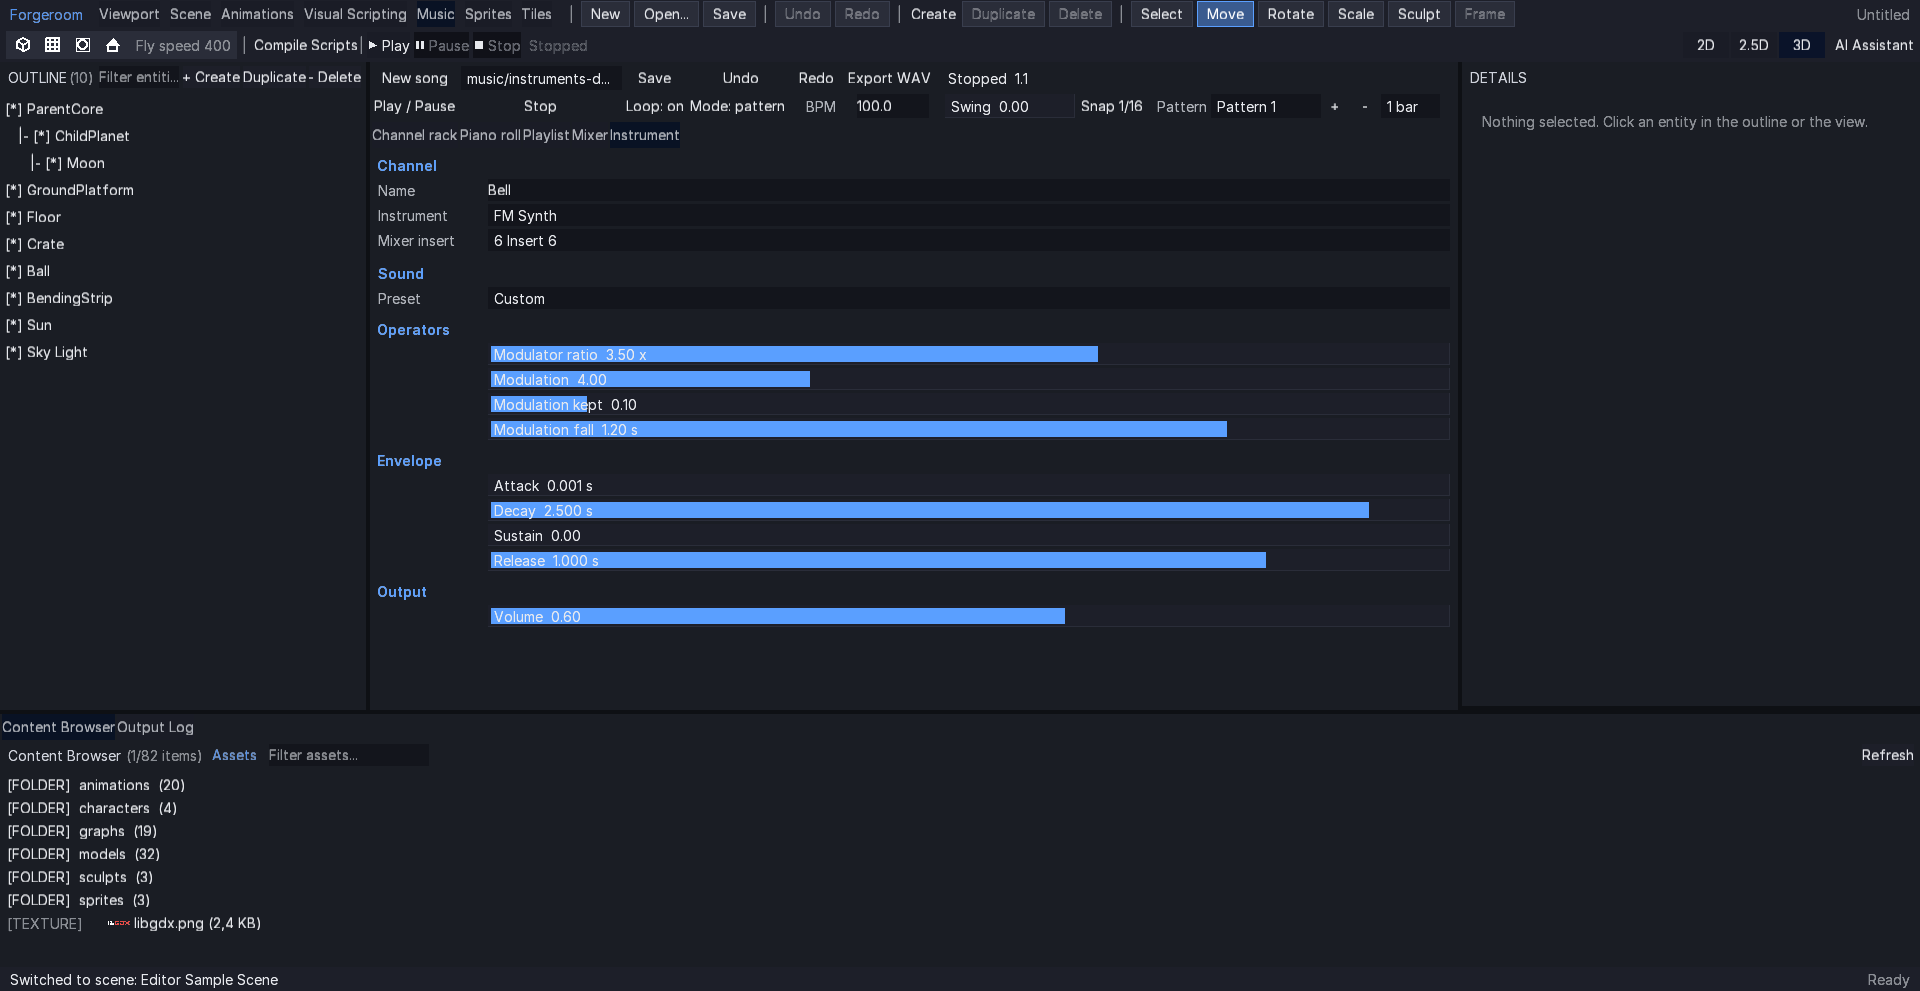 Forgeroom Viewport Scene Animations Visual Scripting Music Sprites Tiles | New Open... Save | Undo Redo | Create Duplicate Delete | Select Move Rotate Scale Sculpt Frame Untitled
Fly speed 400 | Compile Scripts | Play Pause Stop Stopped 2D 2.5D 3D AI Assistant
OUTLINE (10) Filter entiti... + Create Duplicate - Delete
[*] ParentCore
|- [*] ChildPlanet
|- [*] Moon
[*] GroundPlatform
[*] Floor
[*] Crate
[*] Ball
[*] BendingStrip
[*] Sun
[*] Sky Light
New song music/instruments-d... Save Undo Redo Export WAV Stopped 1.1
Play / Pause Stop Loop: on Mode: pattern BPM 100.0 Swing 0.00 Snap 1/16 Pattern Pattern 1 + - 1 bar
Channel rack Piano roll Playlist Mixer Instrument
Channel
Name Bell
Instrument FM Synth
Mixer insert 6 Insert 6
Sound
Preset Custom
Operators
Modulator ratio 3.50 x
Modulation 4.00
Modulation kept 0.10
Modulation fall 1.20 s
Envelope
Attack 0.001 s
Decay 2.500 s
Sustain 0.00
Release 1.000 s
Output
Volume 0.60
DETAILS
Nothing selected. Click an entity in the outline or the view.
Content Browser Output Log
Content Browser (1/82 items) Assets Filter assets... Refresh
[FOLDER] animations (20)
[FOLDER] characters (4)
[FOLDER] graphs (19)
[FOLDER] models (32)
[FOLDER] sculpts (3)
[FOLDER] sprites (3)
[TEXTURE] libgdx.png (2,4 KB)
Switched to scene: Editor Sample Scene Ready